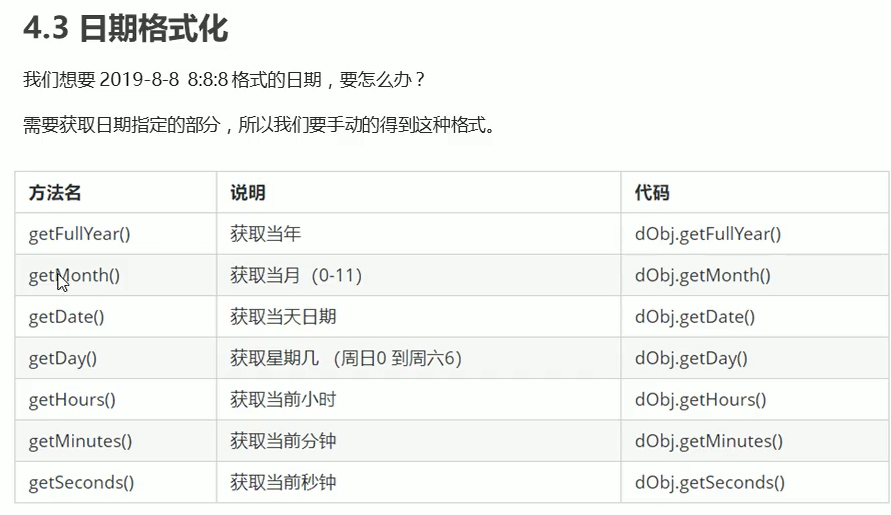 4.3 日期格式化
我们想要 2019-8-8 8:8:8 格式的日期，要怎么办？
需要获取日期指定的部分，所以我们要手动的得到这种格式。
方法名 说明 代码
getFullYear() 获取当年 dObj.getFullYear()
getMonth() 获取当月（0-11） dObj.getMonth()
getDate() 获取当天日期 dObj.getDate()
getDay() 获取星期几 （周日0 到周六6） dObj.getDay()
getHours() 获取当前小时 dObj.getHours()
getMinutes() 获取当前分钟 dObj.getMinutes()
getSeconds() 获取当前秒钟 dObj.getSeconds()